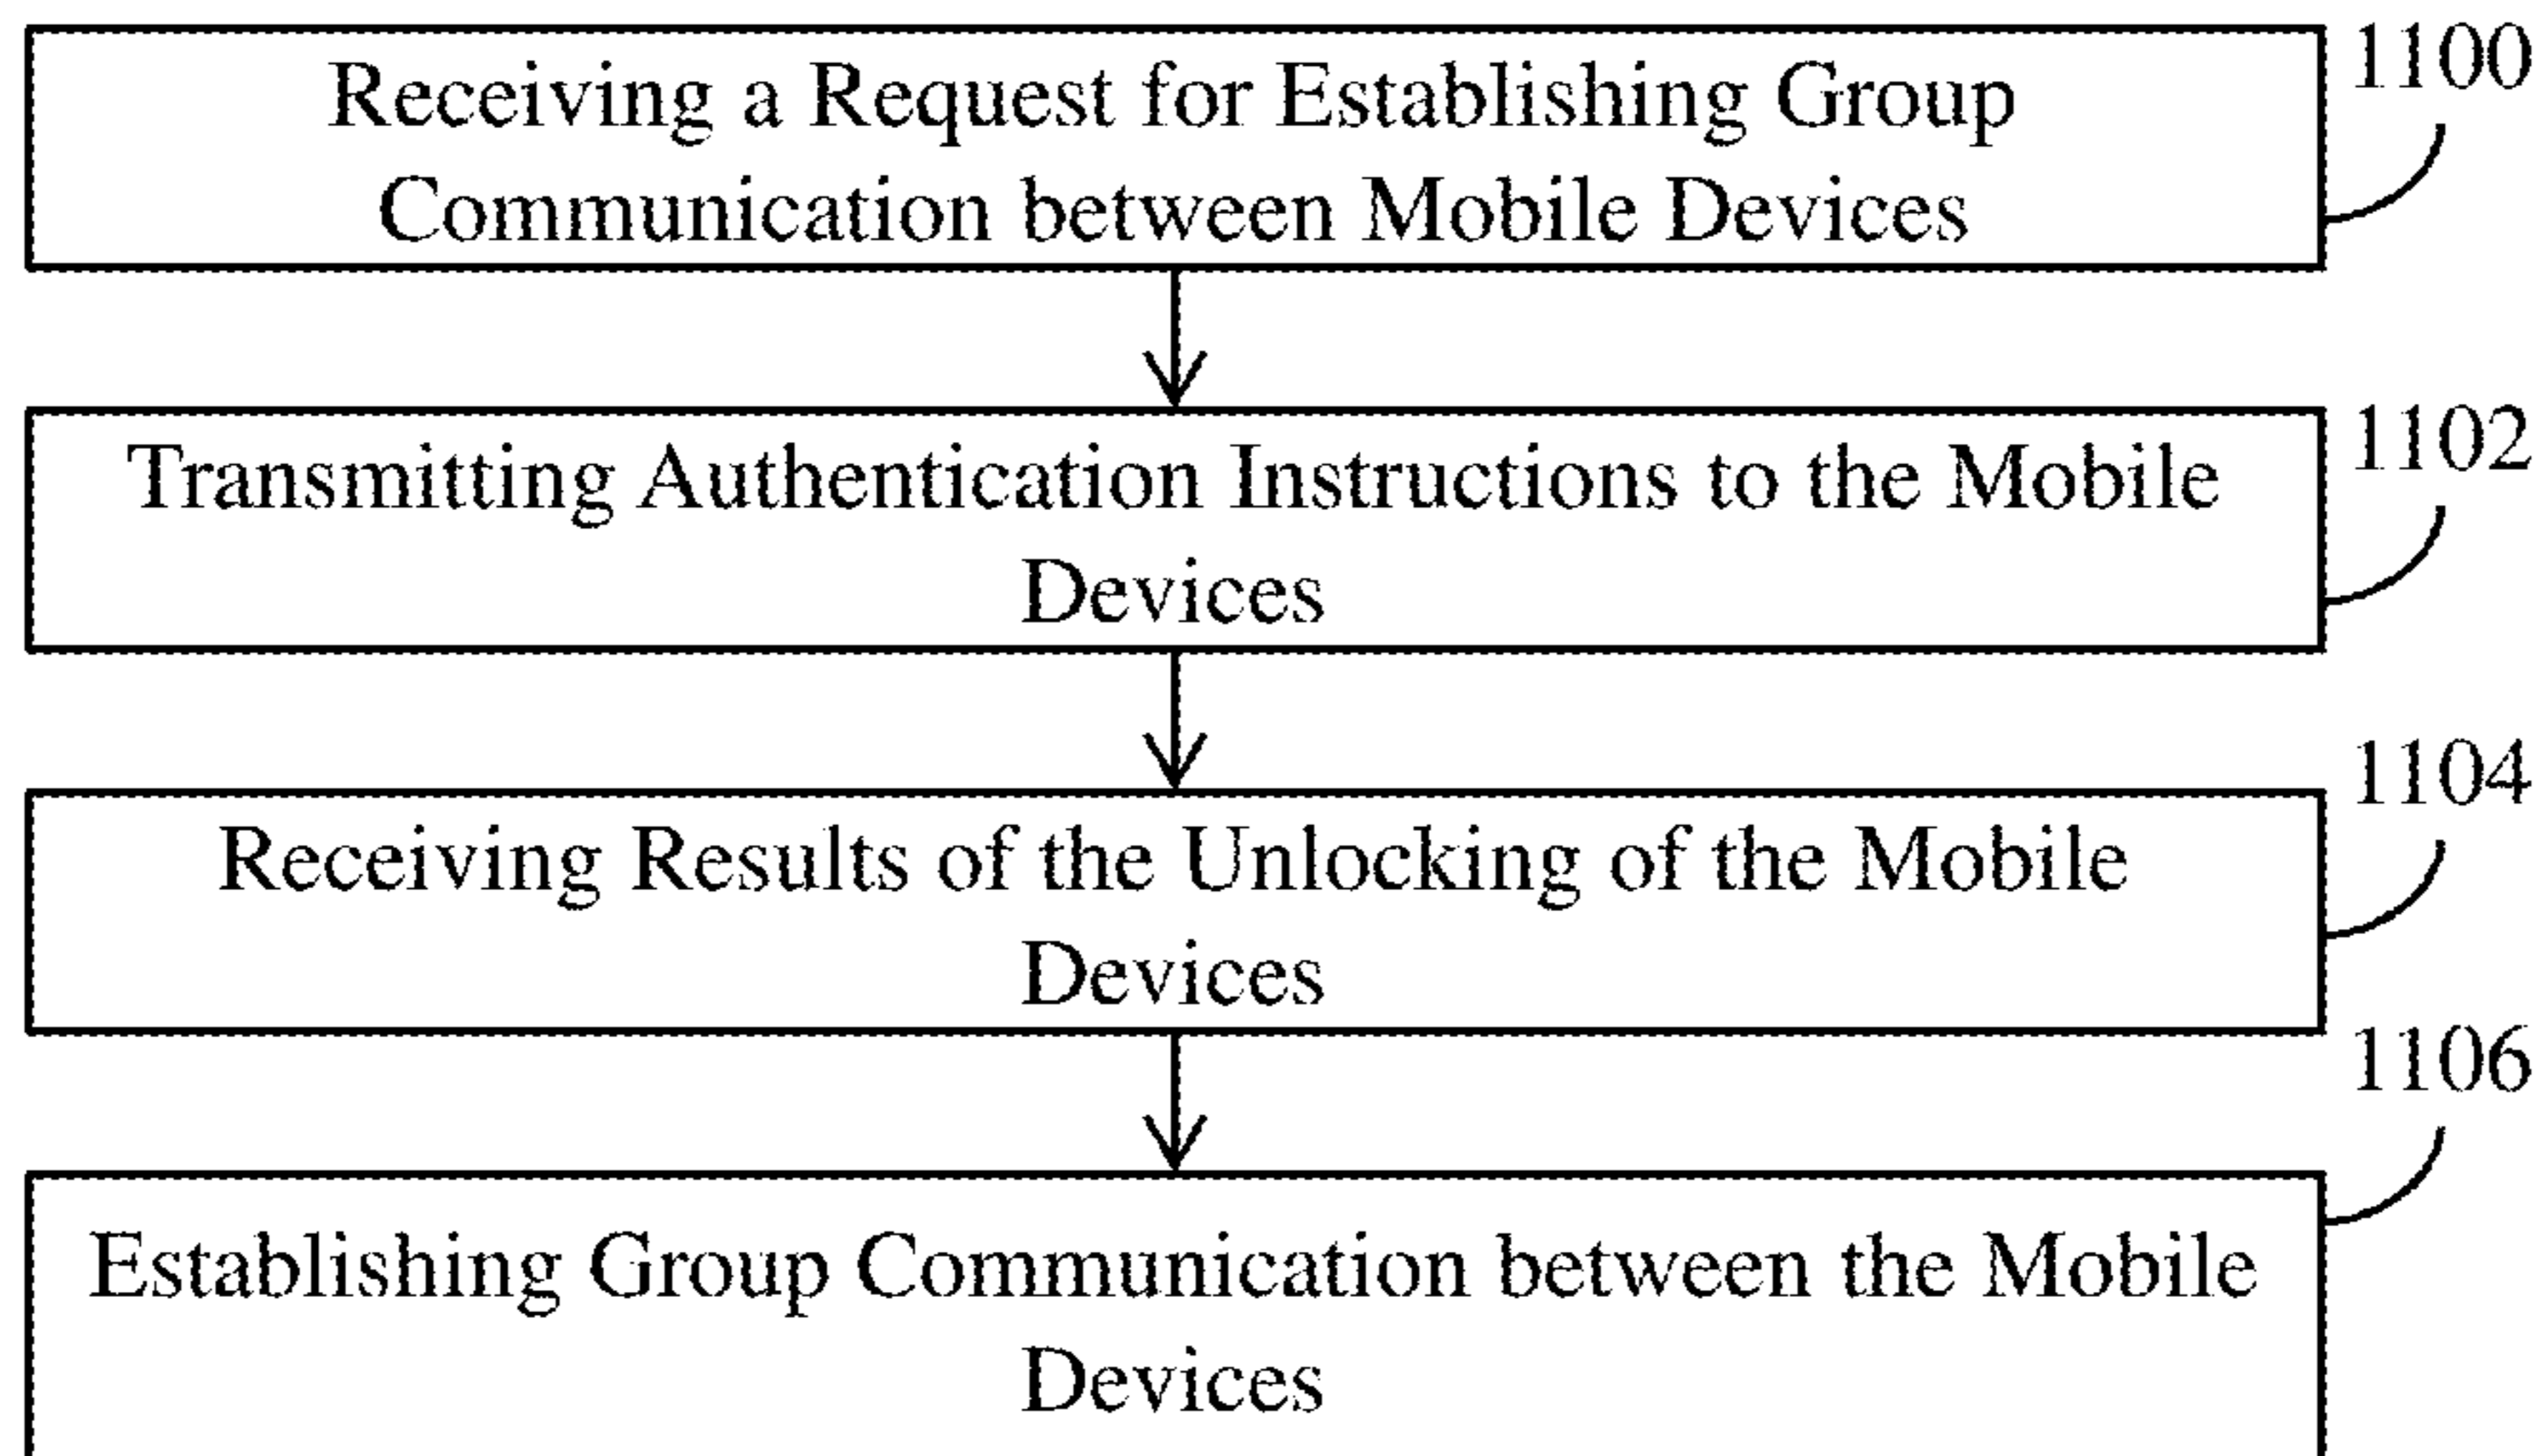 Receiving a Request for Establishing Group
Communication between Mobile Devices
1100
Transmitting Authentication Instructions to the Mobile
Devices
1102
Receiving Results of the Unlocking of the Mobile
Devices
1104
Establishing Group Communication between the Mobile
Devices
1106